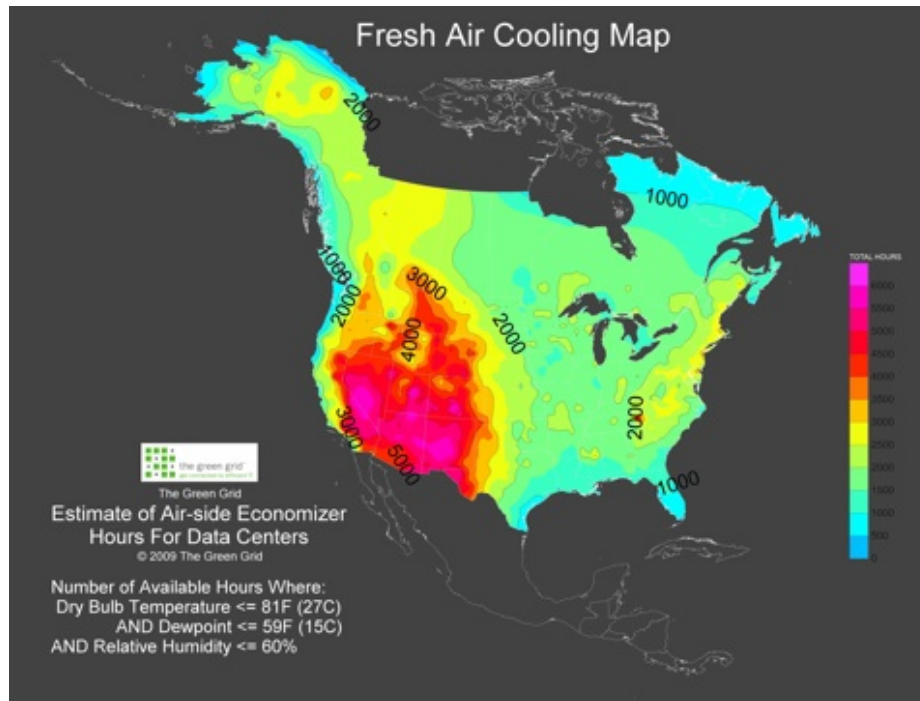 Fresh Air Cooling Map
2000
1000
1000
2000
3000
4000
2000
3000
5000
2000
1000
TOTAL HOURS
6000
5500
5000
4500
4000
3500
3000
2500
2000
1500
1000
500
0
the green grid
The Green Grid
Estimate of Air-side Economizer
Hours For Data Centers
© 2009 The Green Grid
Number of Available Hours Where:
Dry Bulb Temperature <= 81F (27C)
AND Dewpoint <= 59F (15C)
AND Relative Humidity <= 60%